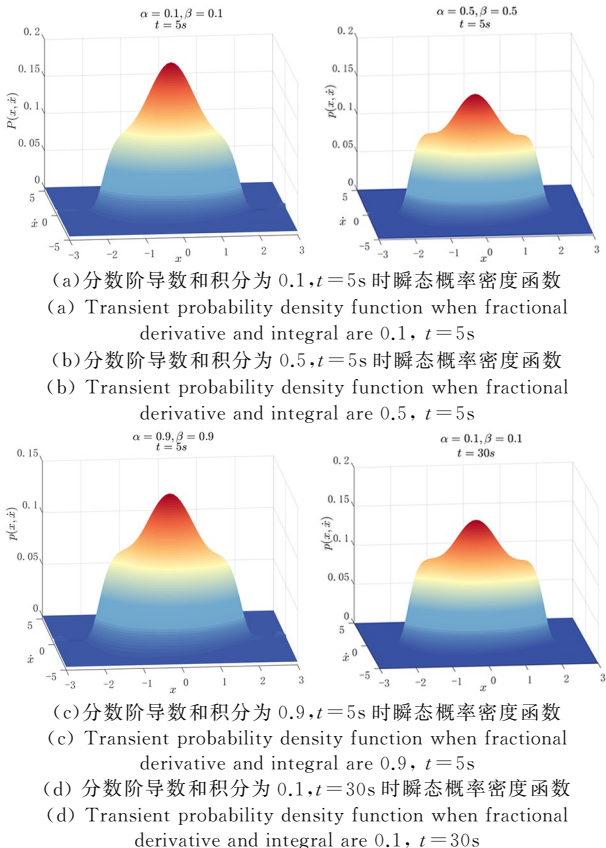 α = 0.1, β = 0.1
t = 5s
0.2
0.15
0.1
0.05
0
P(x, ẋ)
5
0
−5
ẋ
−3
−2
−1
0
1
2
3
x
α = 0.5, β = 0.5
t = 5s
0.2
0.15
0.1
0.05
0
p(x, ẋ)
5
0
−5
ẋ
−3
−2
−1
0
1
2
3
x
(a)分数阶导数和积分为 0.1,t=5s 时瞬态概率密度函数
(a) Transient probability density function when fractional
derivative and integral are 0.1, t=5s
(b)分数阶导数和积分为 0.5,t=5s 时瞬态概率密度函数
(b) Transient probability density function when fractional
derivative and integral are 0.5, t=5s
α = 0.9, β = 0.9
t = 5s
0.15
0.1
0.05
0
p(x, ẋ)
5
0
−5
ẋ
−3
−2
−1
0
1
2
3
x
α = 0.1, β = 0.1
t = 30s
0.2
0.15
0.1
0.05
0
p(x, ẋ)
5
0
−5
ẋ
−3
−2
−1
0
1
2
3
x
(c)分数阶导数和积分为 0.9,t=5s 时瞬态概率密度函数
(c) Transient probability density function when fractional
derivative and integral are 0.9, t=5s
(d) 分数阶导数和积分为 0.1,t=30s 时瞬态概率密度函数
(d) Transient probability density function when fractional
derivative and integral are 0.1, t=30s